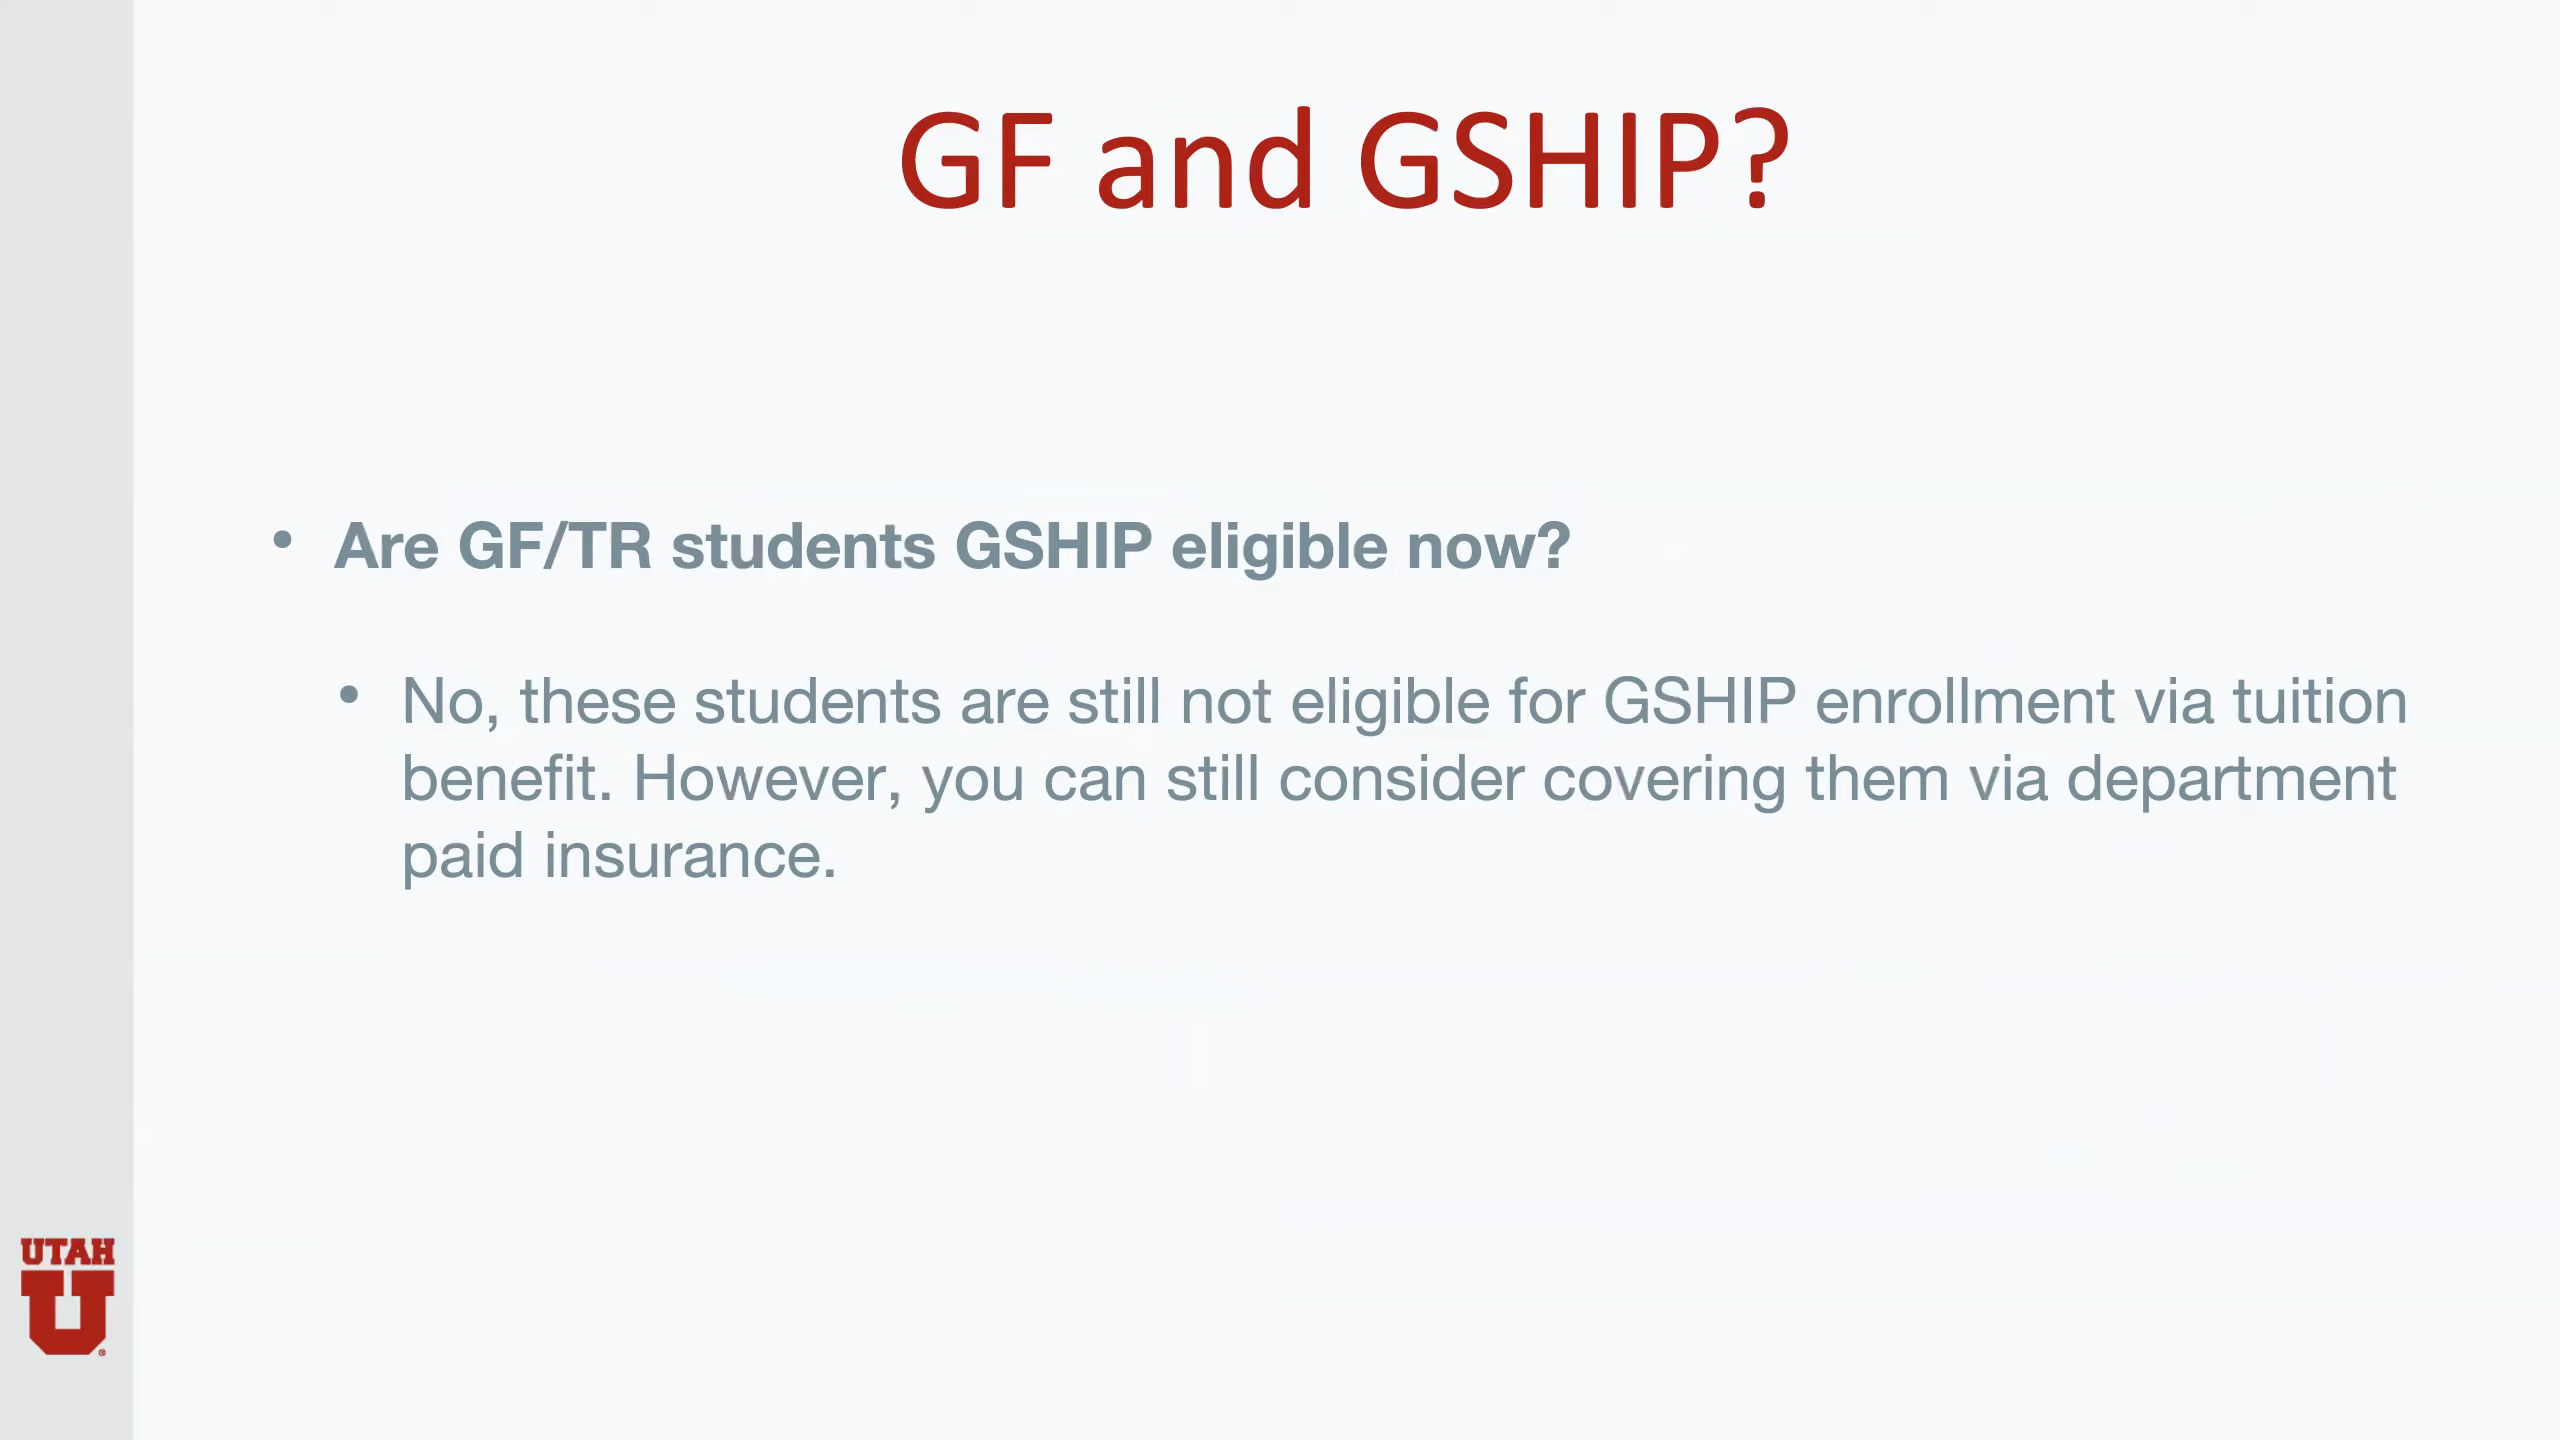 GF and GSHIP?
• Are GF/TR students GSHIP eligible now?
• No, these students are still not eligible for GSHIP enrollment via tuition
benefit. However, you can still consider covering them via department
paid insurance.
UTAH
U